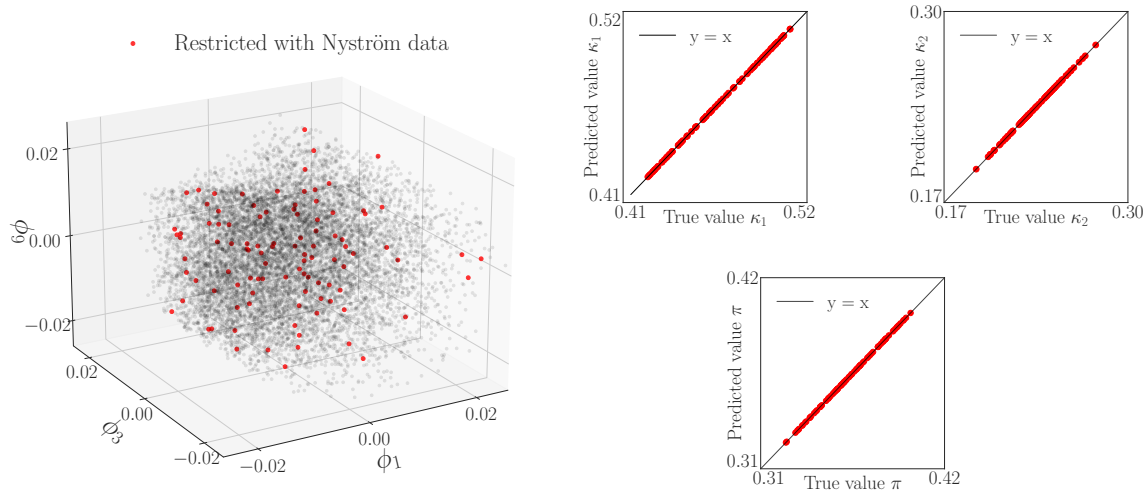 Restricted with Nyström data
0.02
0.00
−0.02
ϕ9
0.02
0.00
−0.02
ϕ3
−0.02
0.00
0.02
ϕ1
0.52
y = x
Predicted value κ1
0.41
0.41
True value κ1
0.52
0.30
y = x
Predicted value κ2
0.17
0.17
True value κ2
0.30
0.42
y = x
Predicted value π
0.31
0.31
True value π
0.42